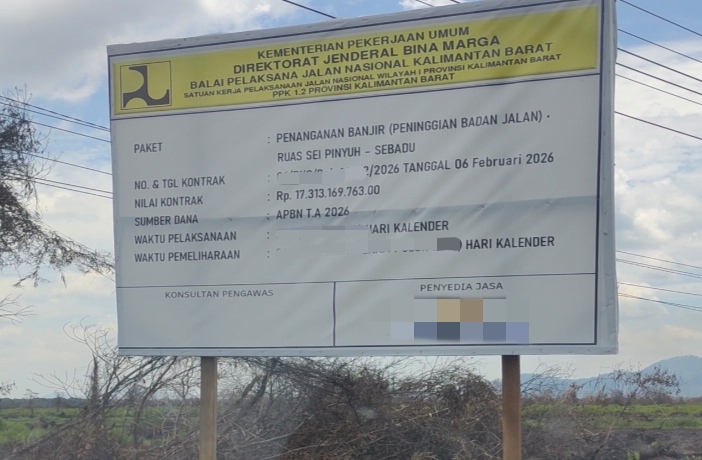 KEMENTERIAN PEKERJAAN UMUM
DIREKTORAT JENDERAL BINA MARGA
BALAI PELAKSANA JALAN NASIONAL KALIMANTAN BARAT
SATUAN KERJA PELAKSANAAN JALAN NASIONAL WILAYAH I PROVINSI KALIMANTAN BARAT
PPK 1.2 PROVINSI KALIMANTAN BARAT
PAKET : PENANGANAN BANJIR (PENINGGIAN BADAN JALAN) -
RUAS SEI PINYUH - SEBADU
NO. & TGL KONTRAK : 2/2026 TANGGAL 06 Februari 2026
NILAI KONTRAK : Rp. 17.313.169.763.00
SUMBER DANA : APBN T.A 2026
WAKTU PELAKSANAAN : HARI KALENDER
WAKTU PEMELIHARAAN : HARI KALENDER
KONSULTAN PENGAWAS
PENYEDIA JASA